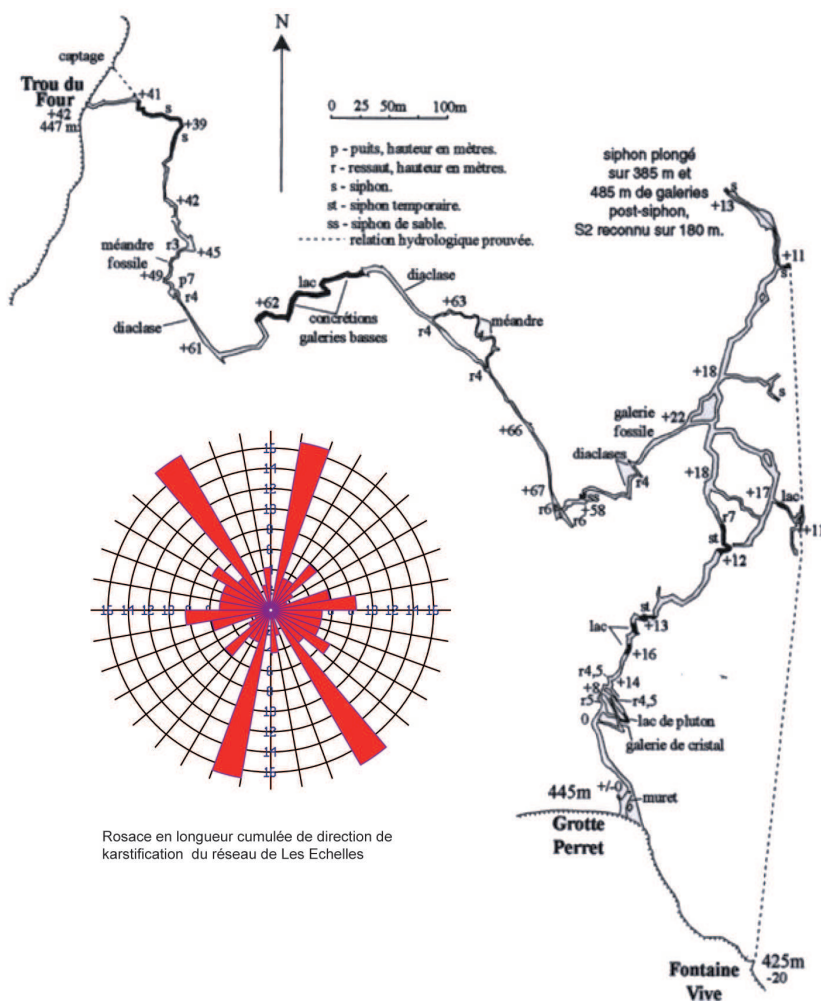 N
captage
Trou du
Four
+42
447 m
+41
s
+39
s
0 25 50m 100m
p - puits, hauteur en mètres.
r - ressaut, hauteur en mètres.
s - siphon.
st - siphon temporaire.
ss - siphon de sable.
relation hydrologique prouvée.
siphon plongé
sur 385 m et
485 m de galeries
post-siphon,
S2 reconnu sur 180 m.
s
+13
+11
s
+42
r3
+45
méandre
fossile
+49
p7
r4
diaclase
+61
+62
lac
concrétions
galeries basses
diaclase
+63
r4
méandre
r4
+66
+67
r6
r6
ss
+58
diaclases
r4
galerie
fossile
+22
+18
s
+18
+17
lac
+11
r7
st
+12
st
+13
lac
+16
r4,5
+14
+8
r5
r4,5
0
lac de pluton
galerie de cristal
+/-0
muret
445m
Grotte
Perret
425m
-20
Fontaine
Vive
Rosace en longueur cumulée de direction de
karstification du réseau de Les Echelles